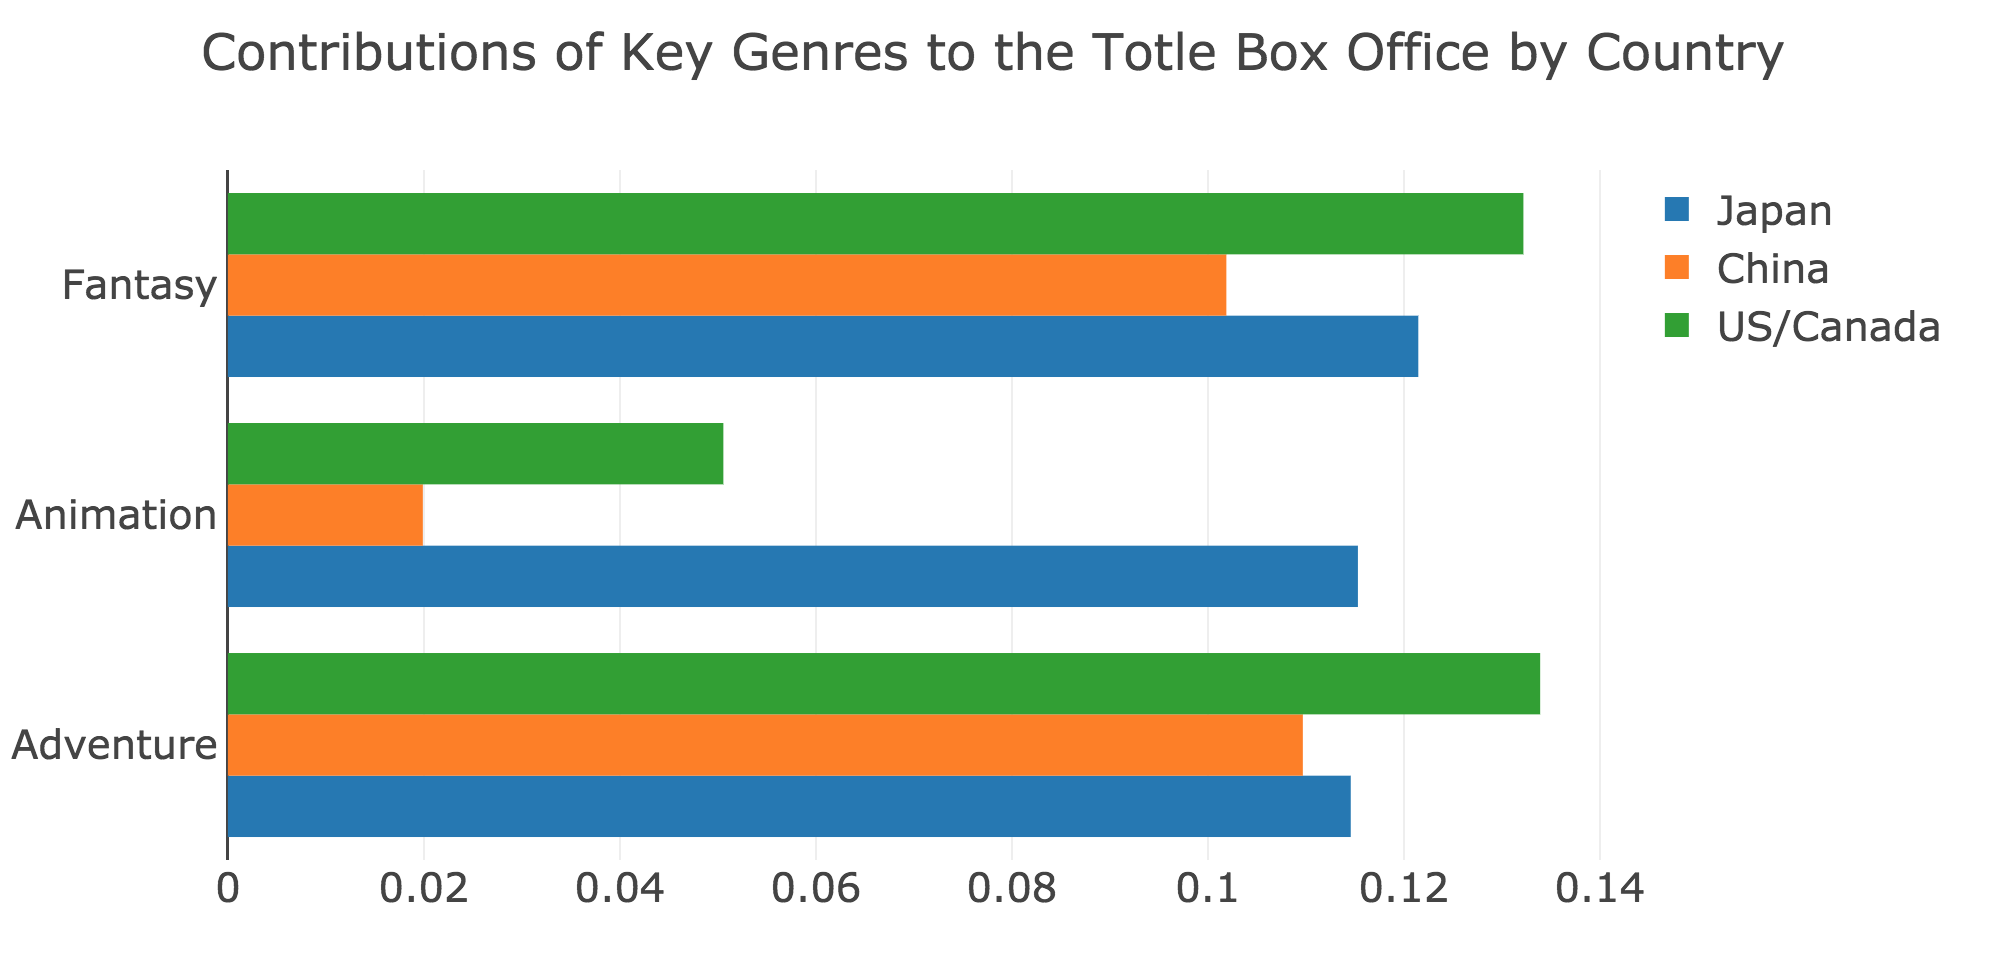 Contributions of Key Genres to the Totle Box Office by Country
Japan
China
US/Canada
Fantasy
Animation
Adventure
0 0.02 0.04 0.06 0.08 0.1 0.12 0.14